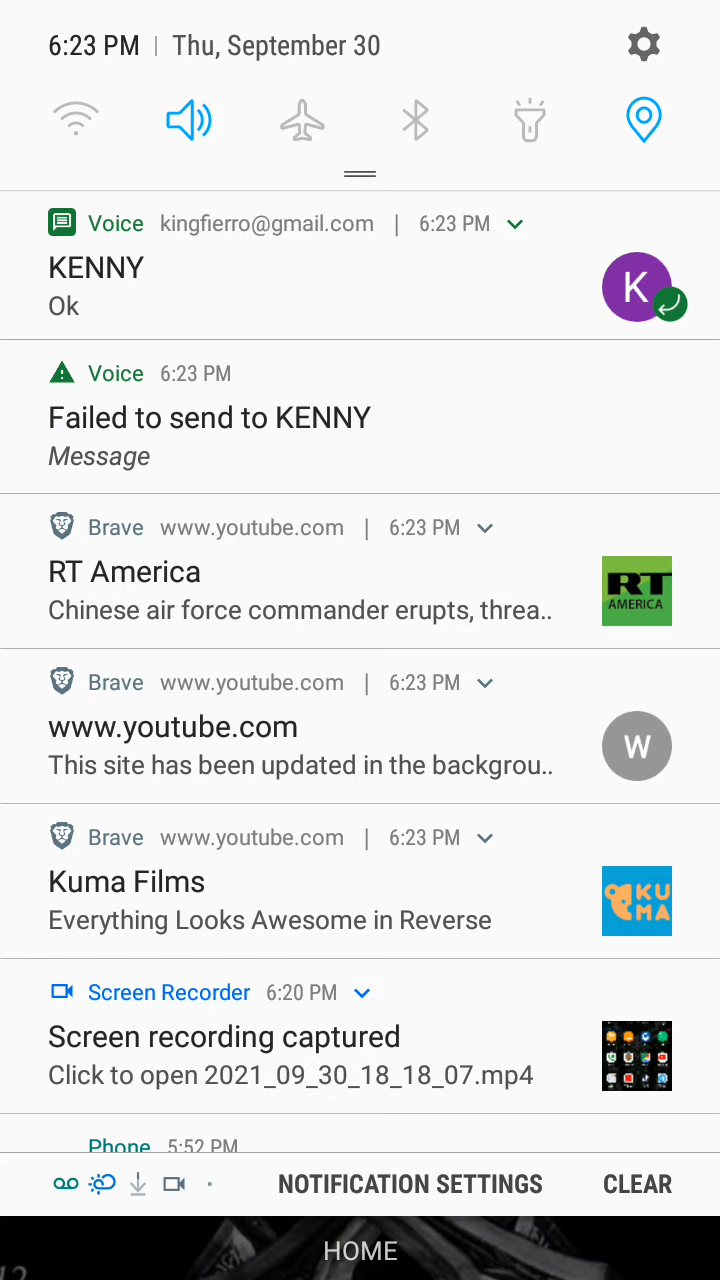 6:23 PM | Thu, September 30
Voice kingfierro@gmail.com | 6:23 PM
KENNY
Ok
K
Voice 6:23 PM
Failed to send to KENNY
Message
Brave www.youtube.com | 6:23 PM
RT America
Chinese air force commander erupts, threa..
RT
AMERICA
Brave www.youtube.com | 6:23 PM
www.youtube.com
This site has been updated in the backgrou..
W
Brave www.youtube.com | 6:23 PM
Kuma Films
Everything Looks Awesome in Reverse
KU
MA
Screen Recorder 6:20 PM
Screen recording captured
Click to open 2021_09_30_18_18_07.mp4
Phone 5:52 PM
NOTIFICATION SETTINGS CLEAR
HOME
12